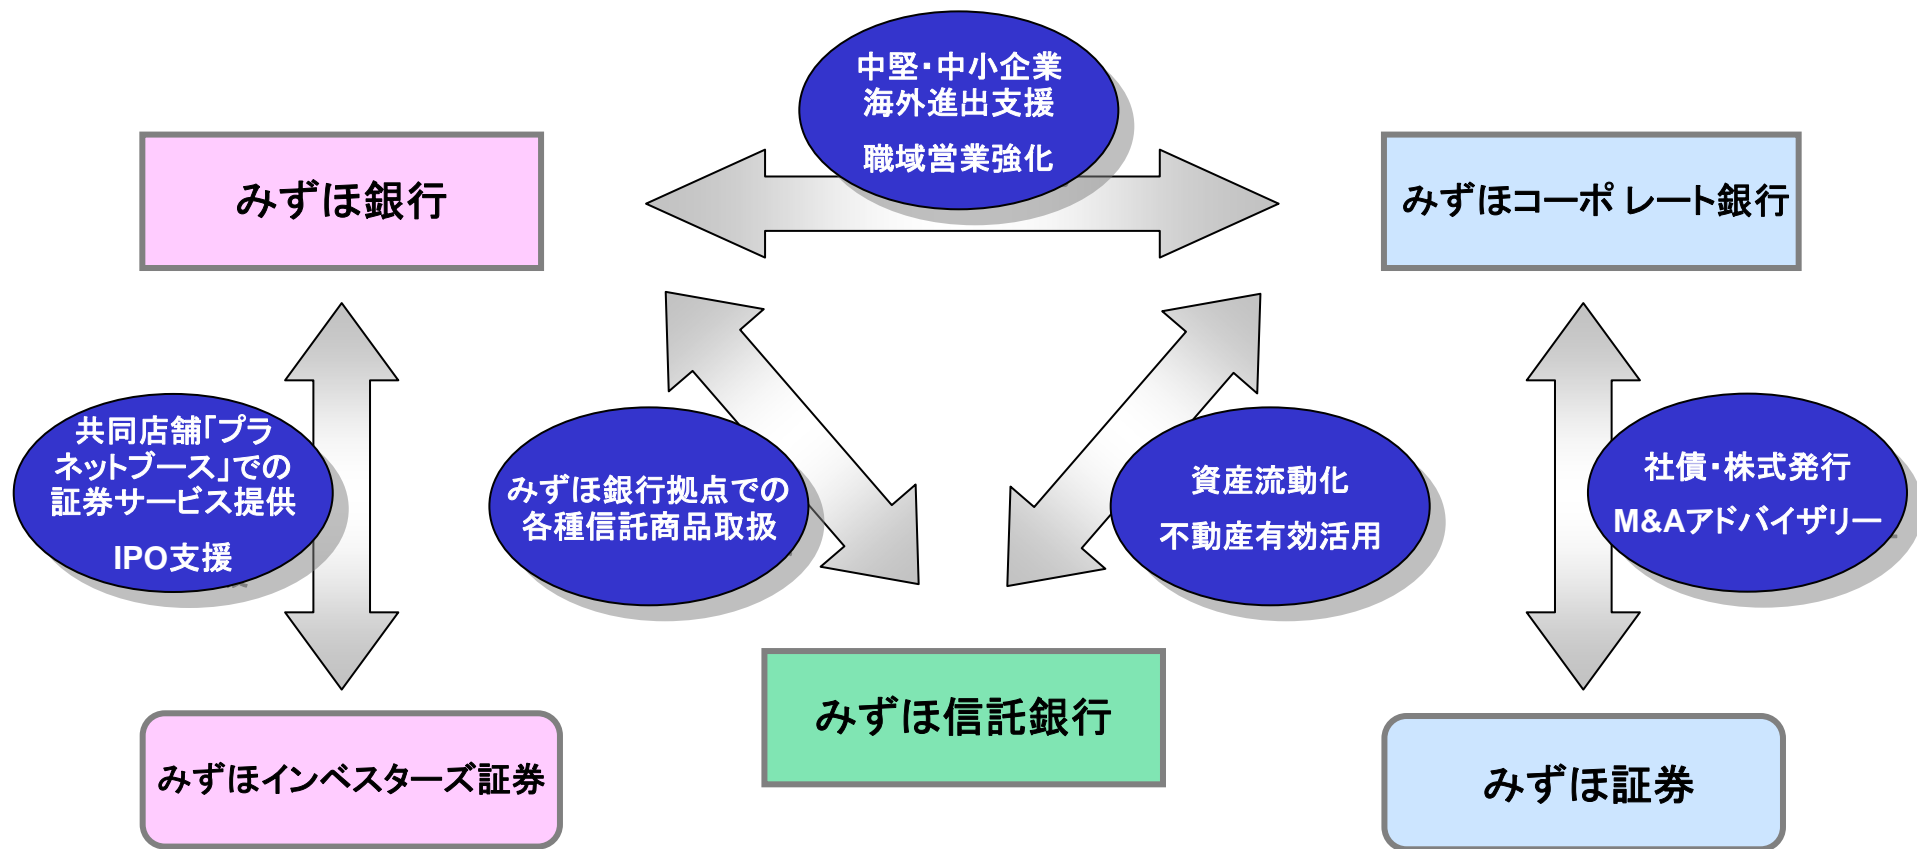 中堅・中小企業
海外進出支援
職域営業強化
みずほ銀行
みずほコーポレート銀行
共同店舗「プラ
ネットブース」での
証券サービス提供
IPO支援
みずほ銀行拠点での
各種信託商品取扱
資産流動化
不動産有効活用
社債・株式発行
M&Aアドバイザリー
みずほ信託銀行
みずほインベスターズ証券
みずほ証券